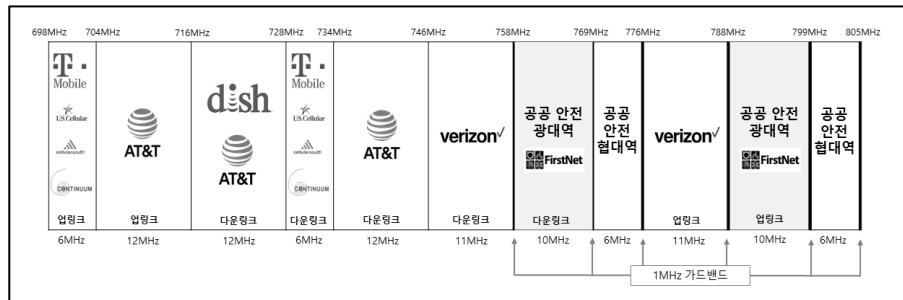 698MHz 704MHz 716MHz 728MHz 734MHz 746MHz 758MHz 769MHz 776MHz 788MHz 799MHz 805MHz
T Mobile
U.S. Cellular
cellularsouth
CONTINUUM
업링크
6MHz
AT&T
업링크
12MHz
dish
AT&T
다운링크
12MHz
T Mobile
U.S. Cellular
cellularsouth
CONTINUUM
다운링크
6MHz
AT&T
다운링크
12MHz
verizon
다운링크
11MHz
공공 안전
광대역
FirstNet
다운링크
10MHz
공공
안전
협대역
6MHz
verizon
업링크
11MHz
공공 안전
광대역
FirstNet
업링크
10MHz
공공
안전
협대역
6MHz
1MHz 가드밴드